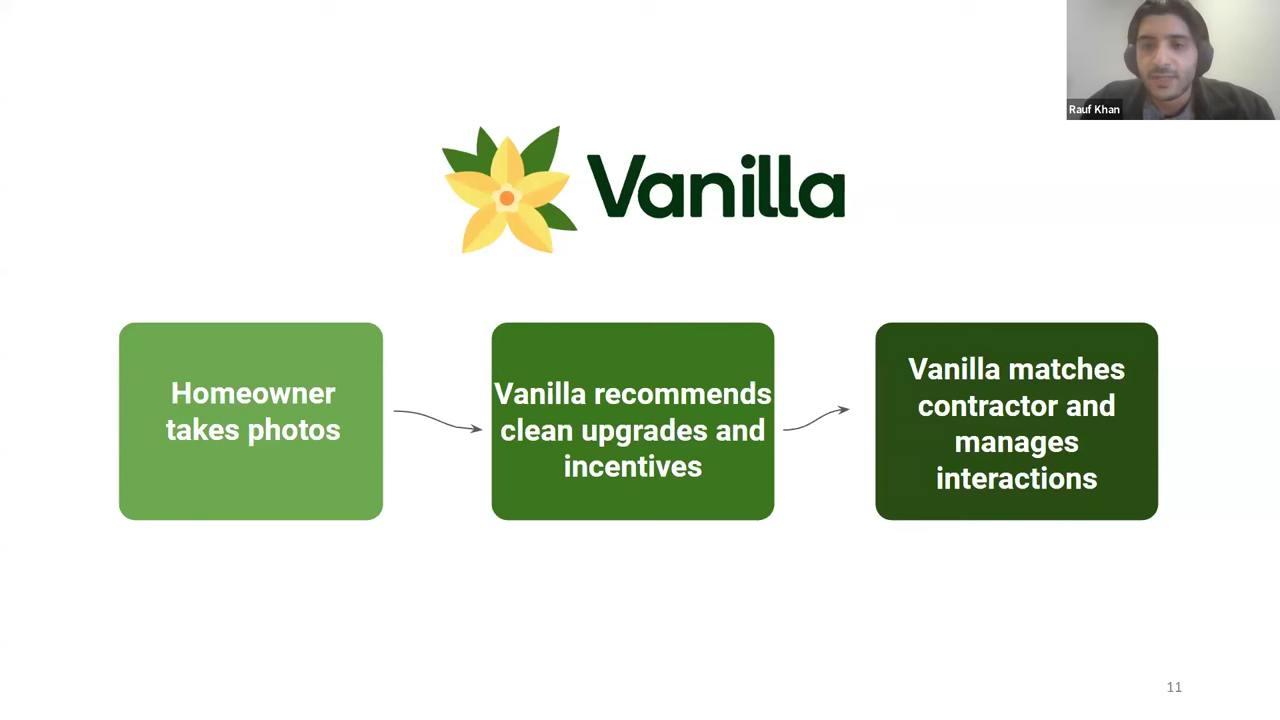 Rauf Khan
Vanilla
Homeowner
takes photos
Vanilla recommends
clean upgrades and
incentives
Vanilla matches
contractor and
manages
interactions
11